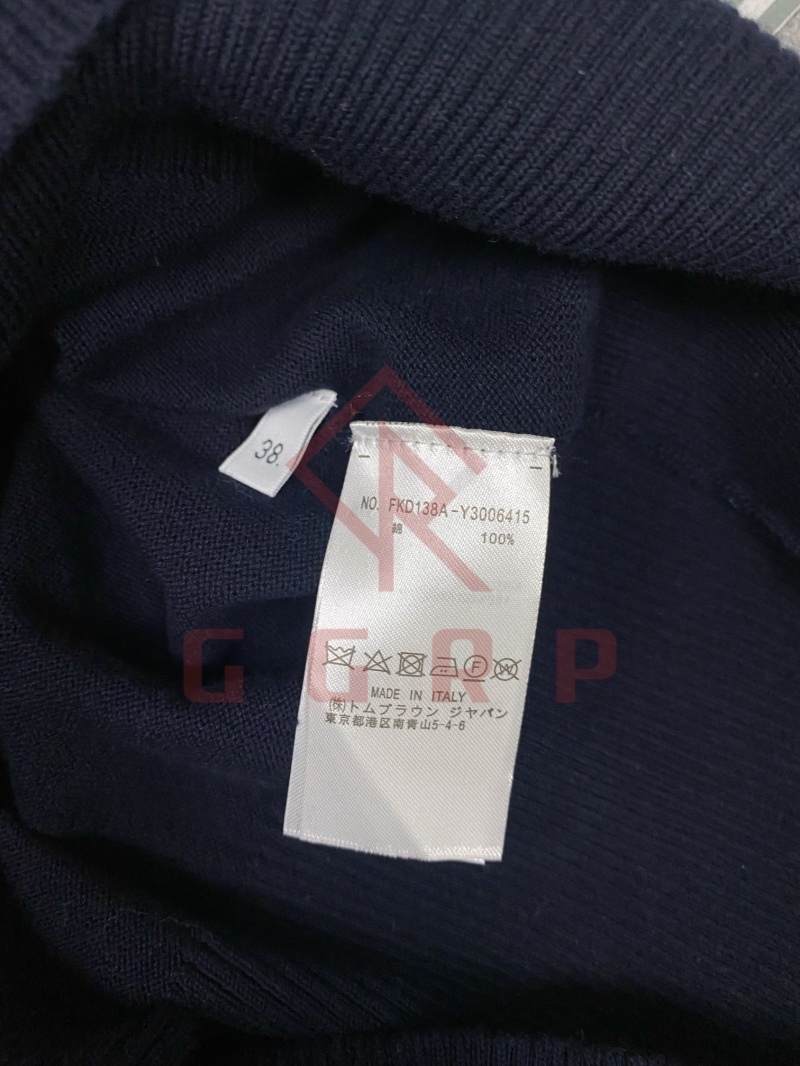 38.
NO. FKD138A-Y3006415
綿 100%
F W
MADE IN ITALY
㈱トムブラウン ジャパン
東京都港区南青山5-4-6
GGRP